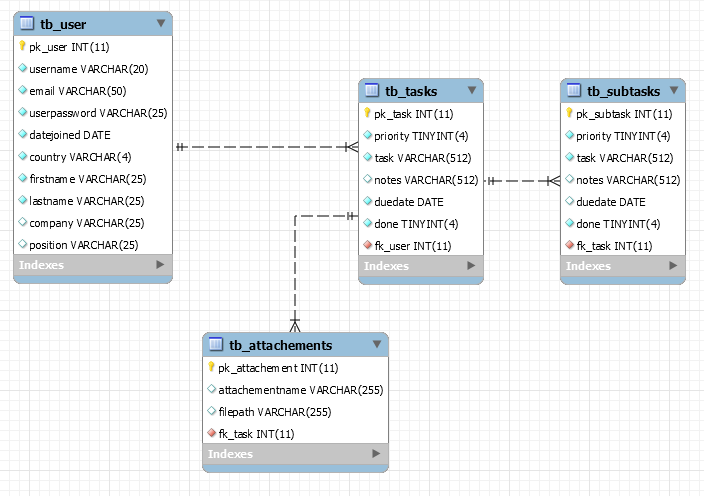 tb_user
pk_user INT(11)
username VARCHAR(20)
email VARCHAR(50)
userpassword VARCHAR(25)
datejoined DATE
country VARCHAR(4)
firstname VARCHAR(25)
lastname VARCHAR(25)
company VARCHAR(25)
position VARCHAR(25)
Indexes
tb_tasks
pk_task INT(11)
priority TINYINT(4)
task VARCHAR(512)
notes VARCHAR(512)
duedate DATE
done TINYINT(4)
fk_user INT(11)
Indexes
tb_subtasks
pk_subtask INT(11)
priority TINYINT(4)
task VARCHAR(512)
notes VARCHAR(512)
duedate DATE
done TINYINT(4)
fk_task INT(11)
Indexes
tb_attachements
pk_attachement INT(11)
attachementname VARCHAR(255)
filepath VARCHAR(255)
fk_task INT(11)
Indexes